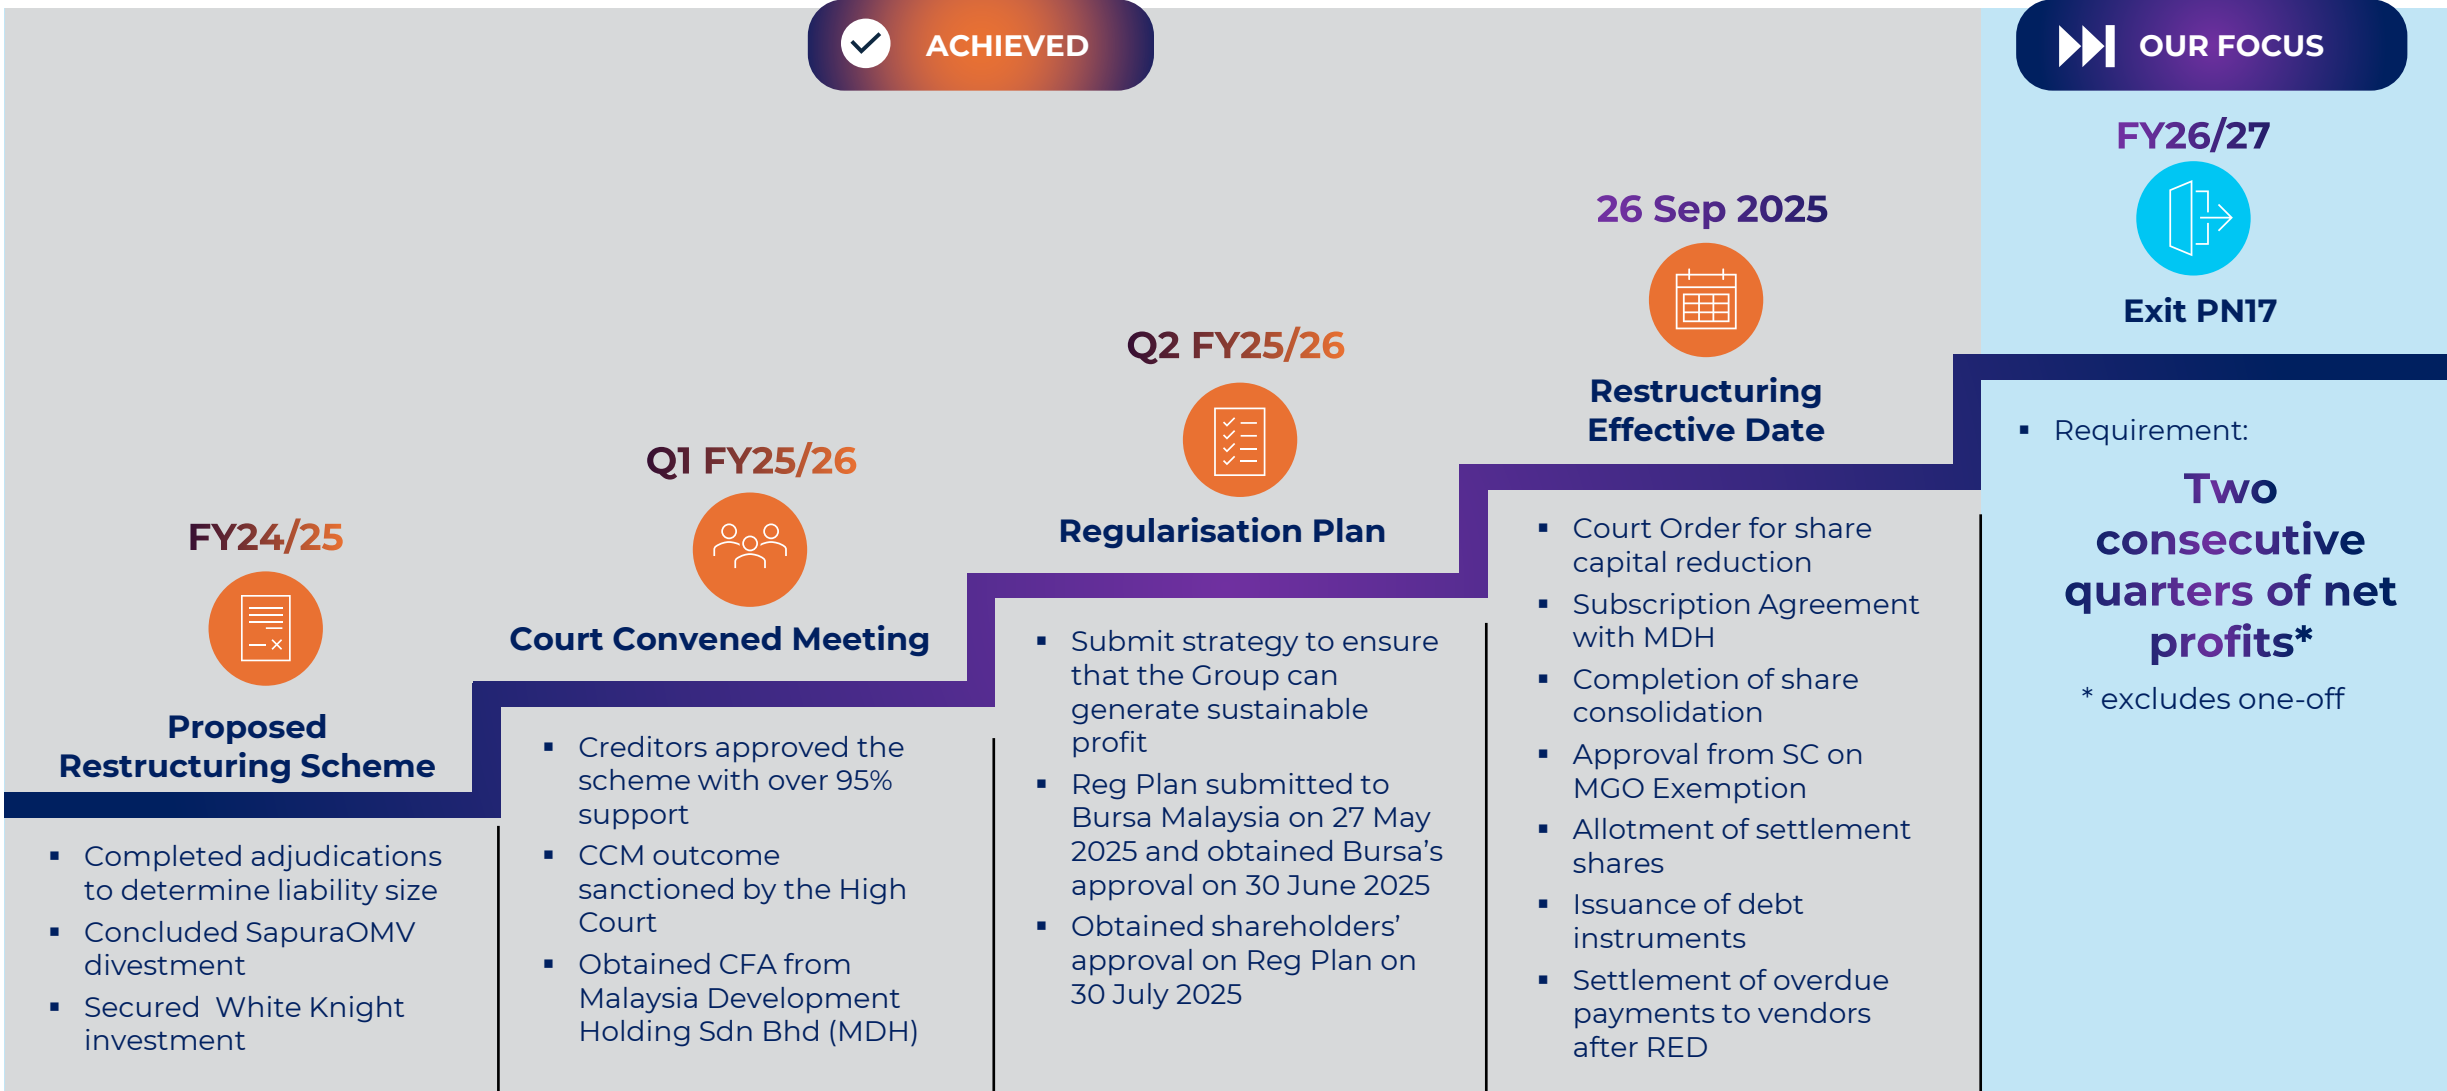 ACHIEVED
OUR FOCUS
FY24/25
Proposed
Restructuring Scheme
▪ Completed adjudications
to determine liability size
▪ Concluded SapuraOMV
divestment
▪ Secured White Knight
investment
Q1 FY25/26
Court Convened Meeting
▪ Creditors approved the
scheme with over 95%
support
▪ CCM outcome
sanctioned by the High
Court
▪ Obtained CFA from
Malaysia Development
Holding Sdn Bhd (MDH)
Q2 FY25/26
Regularisation Plan
▪ Submit strategy to ensure
that the Group can
generate sustainable
profit
▪ Reg Plan submitted to
Bursa Malaysia on 27 May
2025 and obtained Bursa’s
approval on 30 June 2025
▪ Obtained shareholders’
approval on Reg Plan on
30 July 2025
26 Sep 2025
Restructuring
Effective Date
▪ Court Order for share
capital reduction
▪ Subscription Agreement
with MDH
▪ Completion of share
consolidation
▪ Approval from SC on
MGO Exemption
▪ Allotment of settlement
shares
▪ Issuance of debt
instruments
▪ Settlement of overdue
payments to vendors
after RED
FY26/27
Exit PN17
▪ Requirement:
Two
consecutive
quarters of net
profits*
* excludes one-off